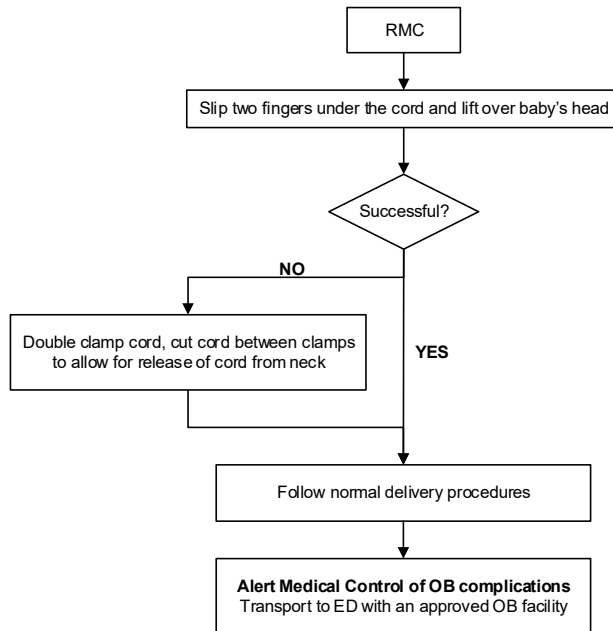 RMC
Slip two fingers under the cord and lift over baby's head
Successful?
NO
Double clamp cord, cut cord between clamps
to allow for release of cord from neck
YES
Follow normal delivery procedures
Alert Medical Control of OB complications
Transport to ED with an approved OB facility